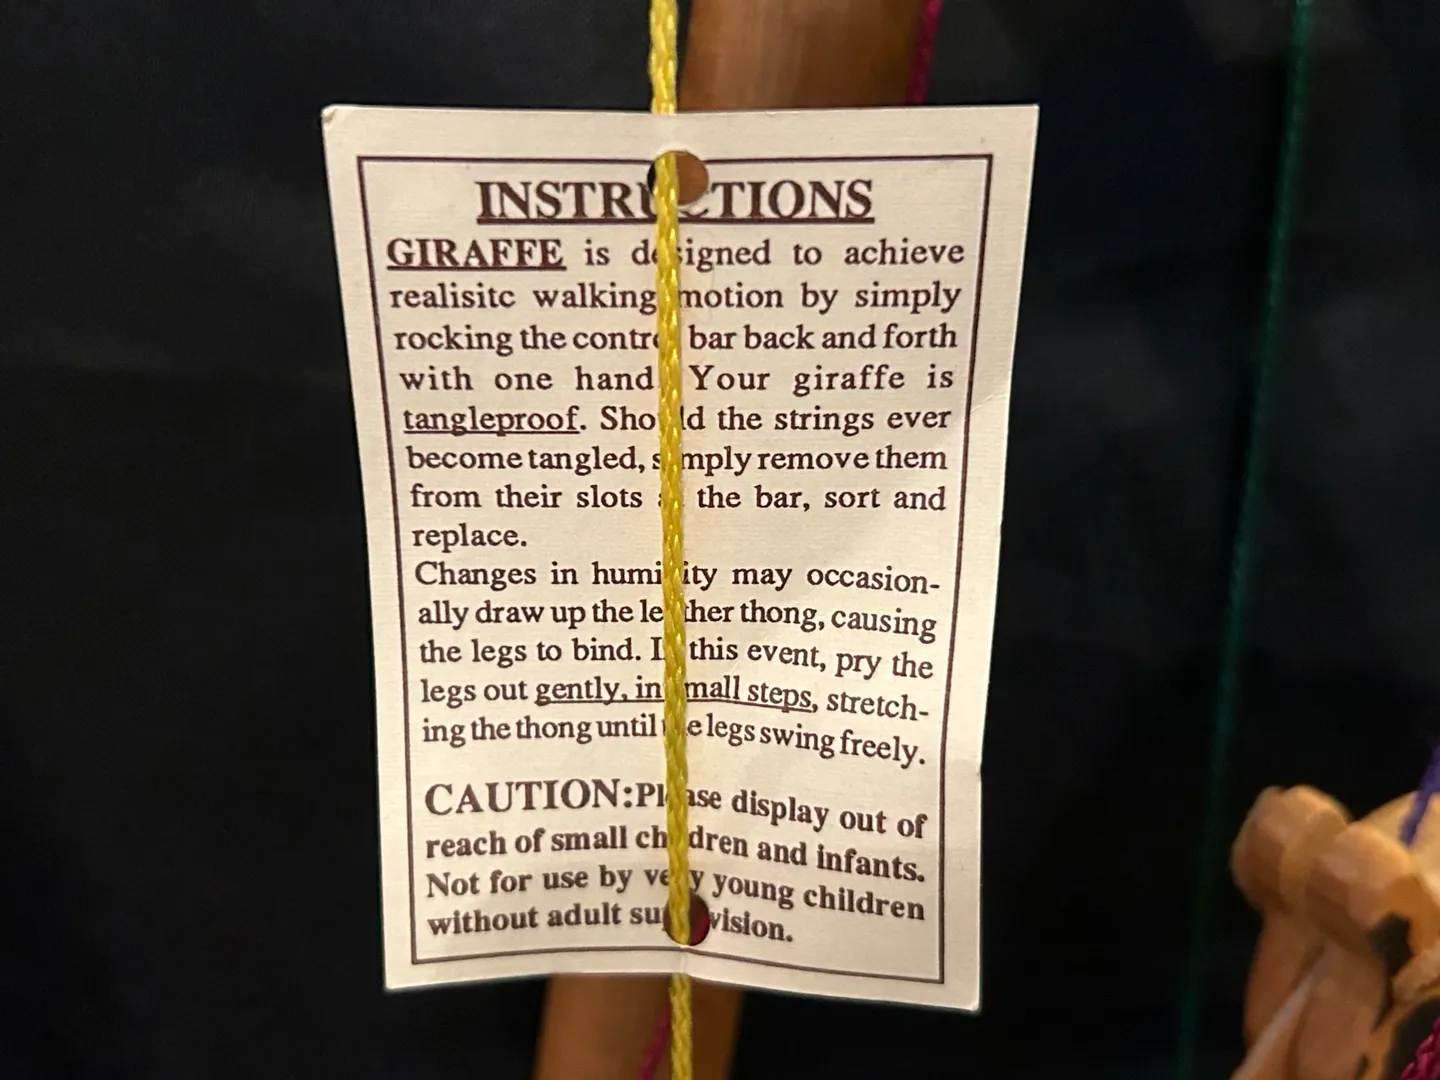 INSTRUCTIONS
GIRAFFE is designed to achieve
realisitc walking motion by simply
rocking the control bar back and forth
with one hand. Your giraffe is
tangleproof. Should the strings ever
become tangled, simply remove them
from their slots in the bar, sort and
replace.
Changes in humidity may occasion-
ally draw up the leather thong, causing
the legs to bind. In this event, pry the
legs out gently, in small steps, stretch-
ing the thong until the legs swing freely.
CAUTION:Please display out of
reach of small children and infants.
Not for use by very young children
without adult supervision.